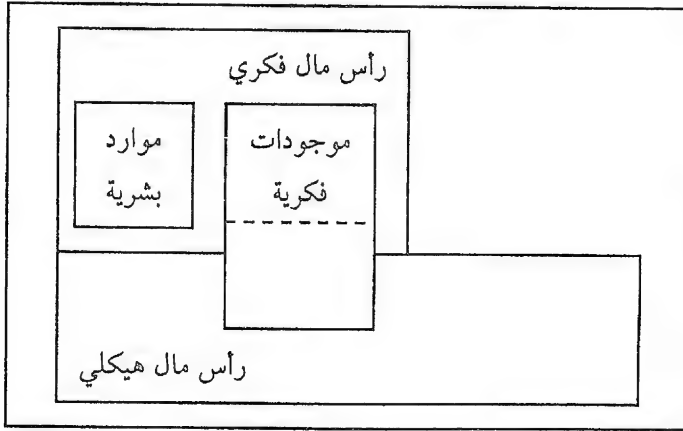 رأس مال فكري
موجودات
فكرية
موارد
بشرية
رأس مال هيكلي